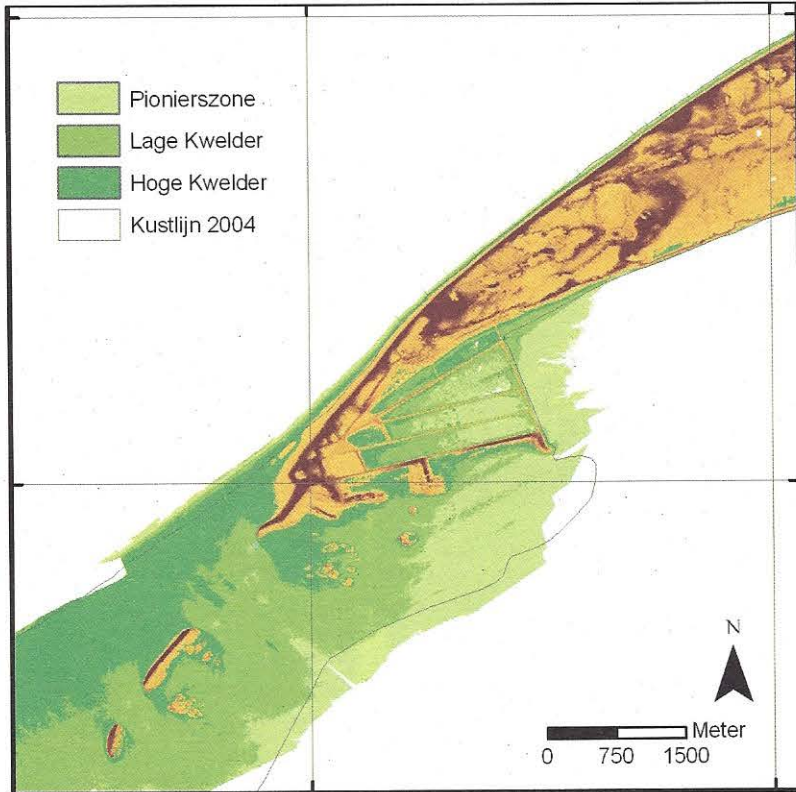 Pionierszone
Lage Kwelder
Hoge Kwelder
Kustlijn 2004
N
Meter
0 750 1500